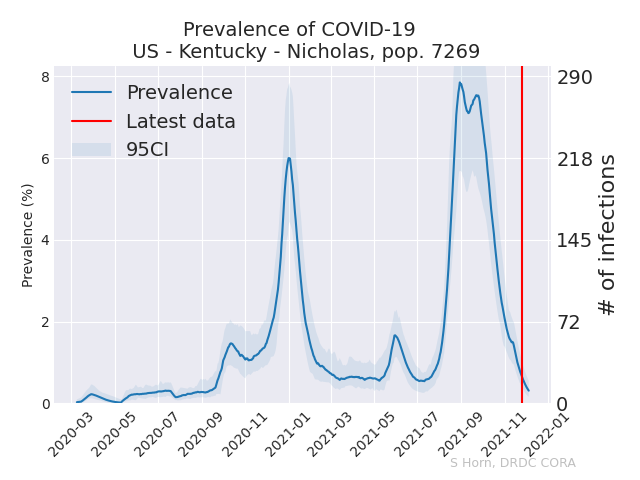 Prevalence of COVID-19
US - Kentucky - Nicholas, pop. 7269
Prevalence
Latest data
95CI
Prevalence (%)
8
6
4
2
0
290
218
145
72
0
# of infections
2020-03
2020-05
2020-07
2020-09
2020-11
2021-01
2021-03
2021-05
2021-07
2021-09
2021-11
2022-01
S Horn, DRDC CORA